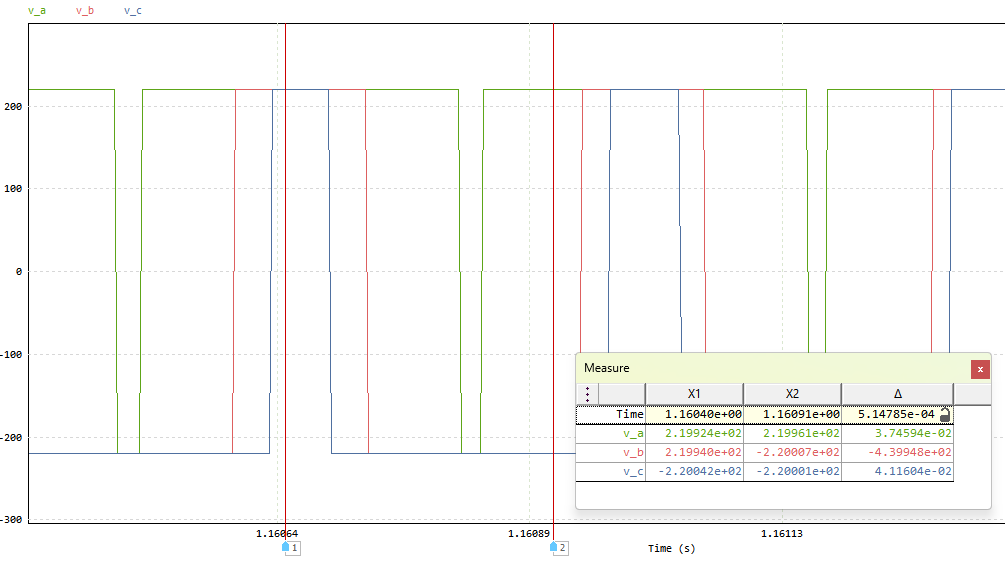 v_a v_b v_c
200
100
0
-100
-200
-300
1.16064 1.16089 1.16113
1 2 Time (s)
Measure x
X1 X2 Δ
Time 1.16040e+00 1.16091e+00 5.14785e-04
v_a 2.19924e+02 2.19961e+02 3.74594e-02
v_b 2.19940e+02 -2.20007e+02 -4.39948e+02
v_c -2.20042e+02 -2.20001e+02 4.11604e-02